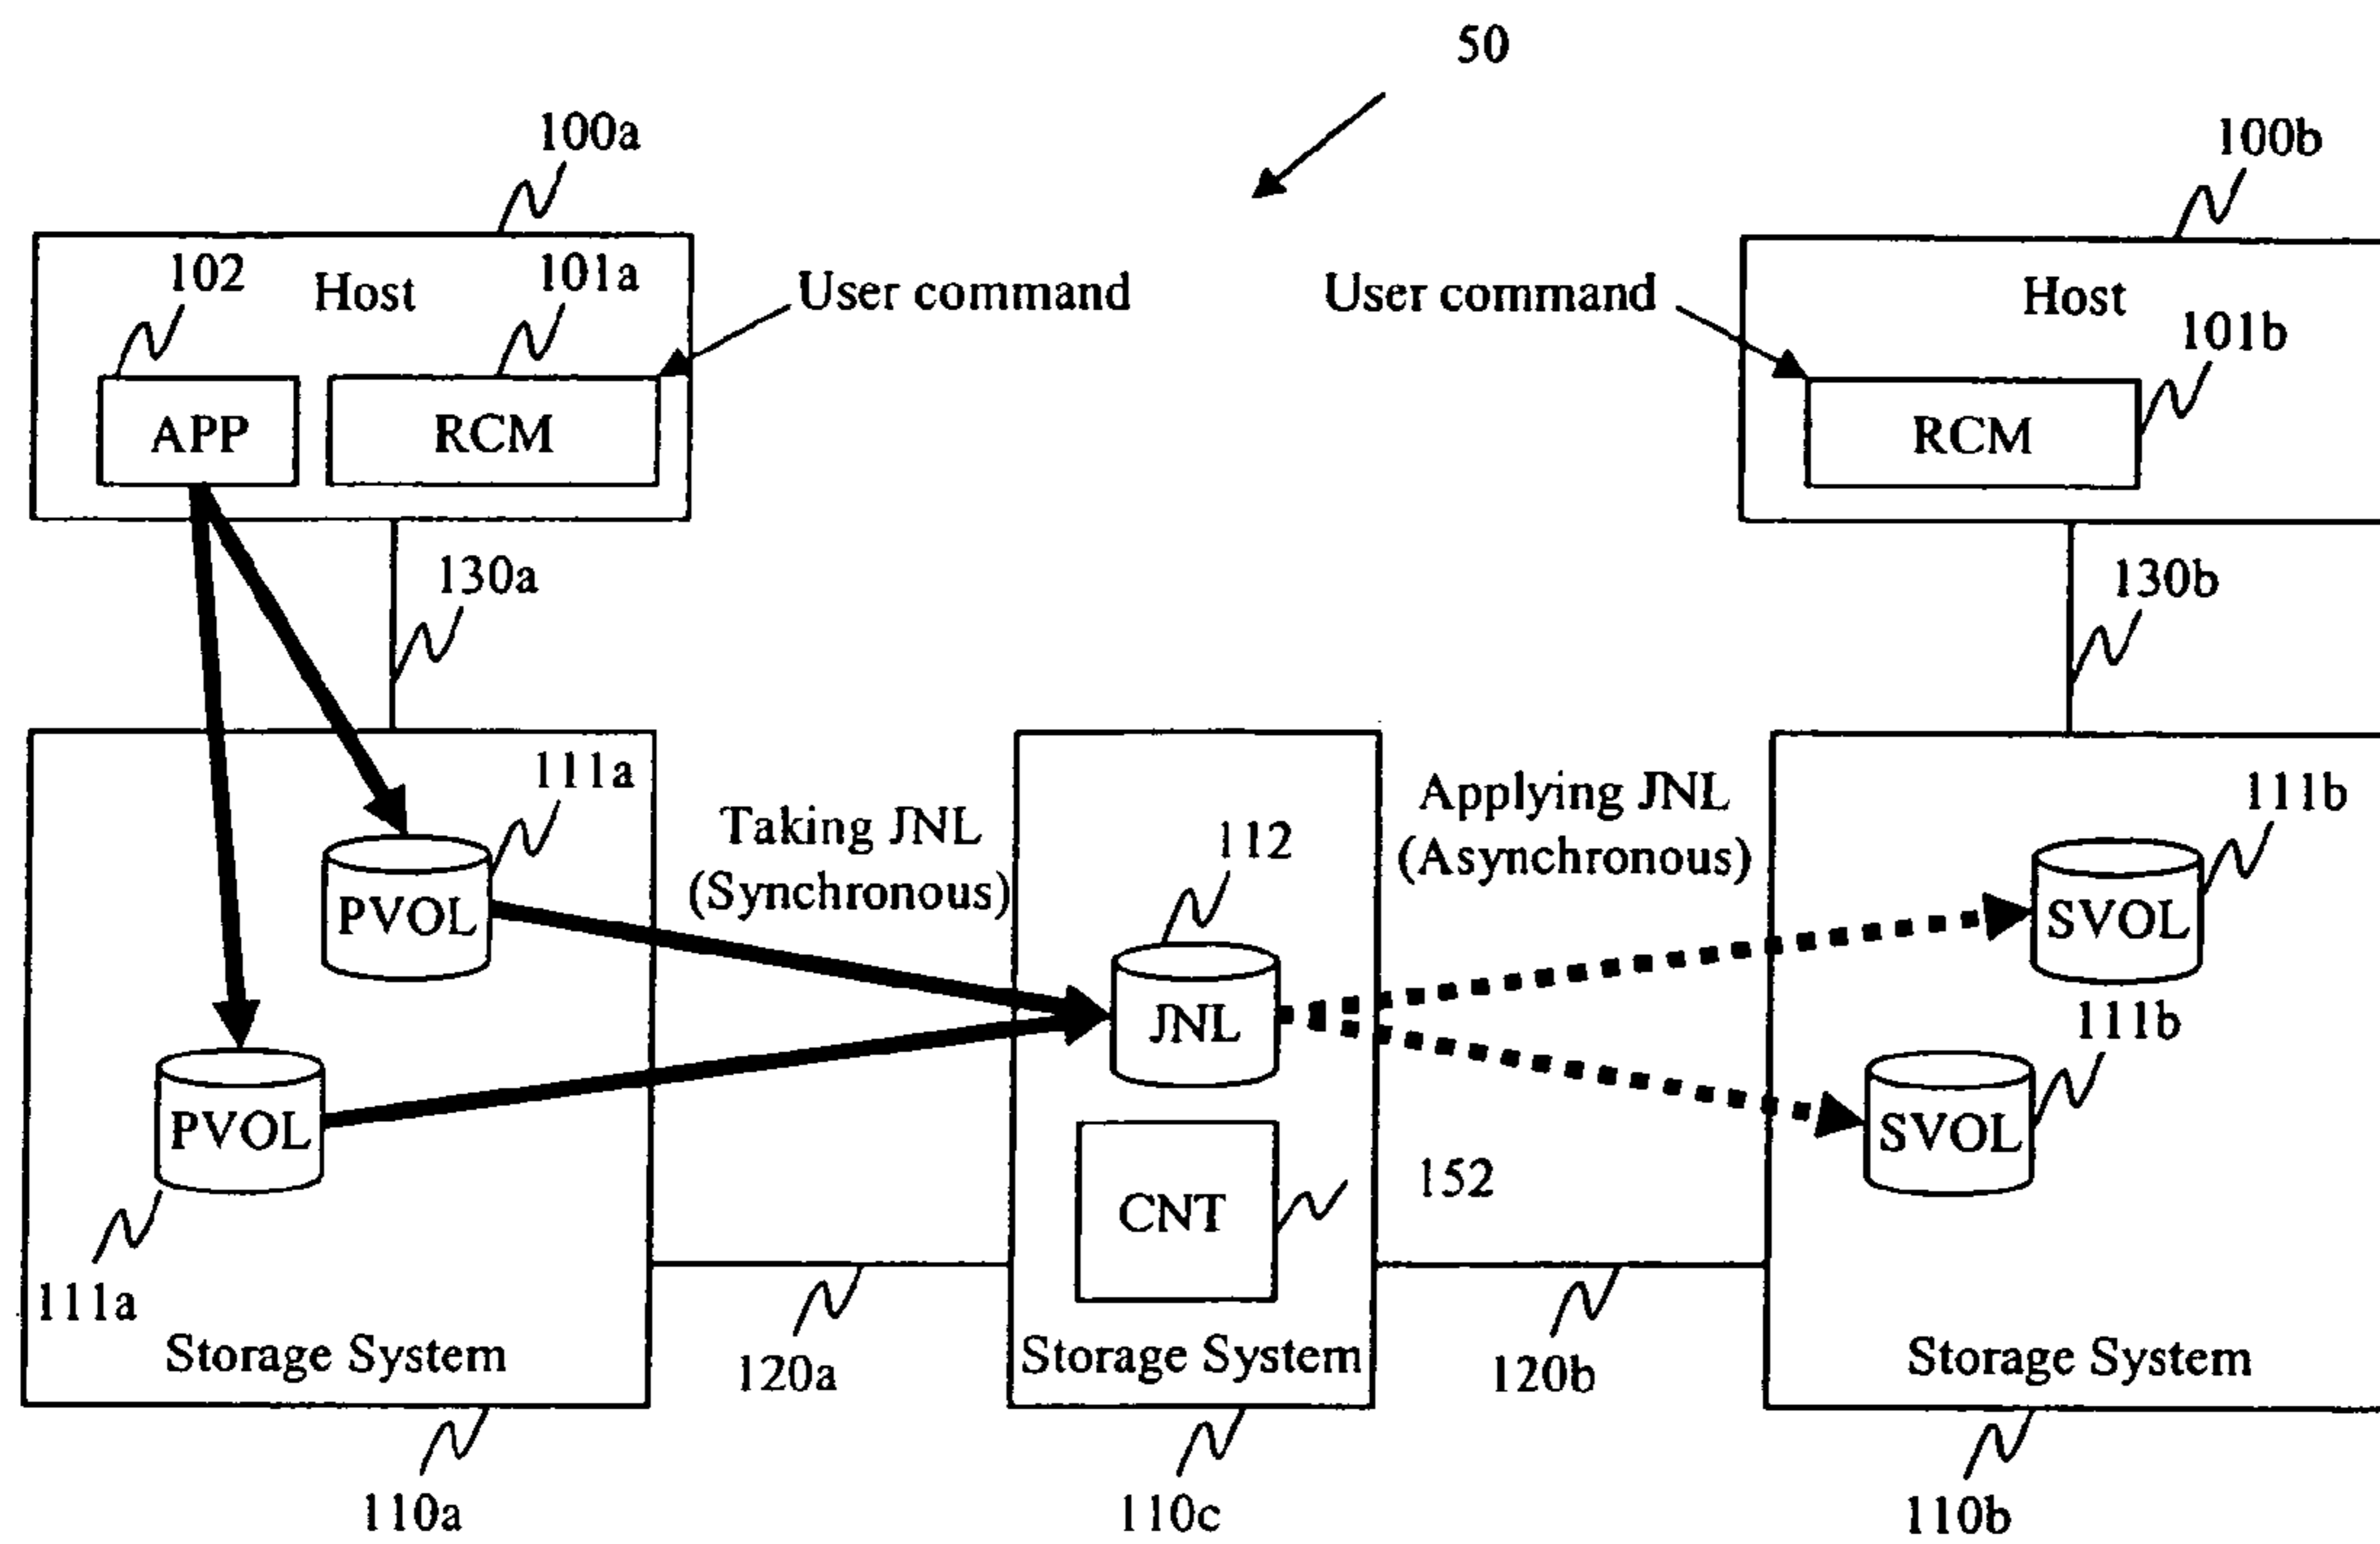 50
100a
100b
102
Host
101a
User command
User command
Host
101b
APP
RCM
RCM
130a
130b
111a
Taking JNL
(Synchronous)
112
Applying JNL
(Asynchronous)
111b
PVOL
SVOL
JNL
111b
PVOL
SVOL
CNT
152
111a
Storage System
120a
Storage System
120b
Storage System
110a
110c
110b